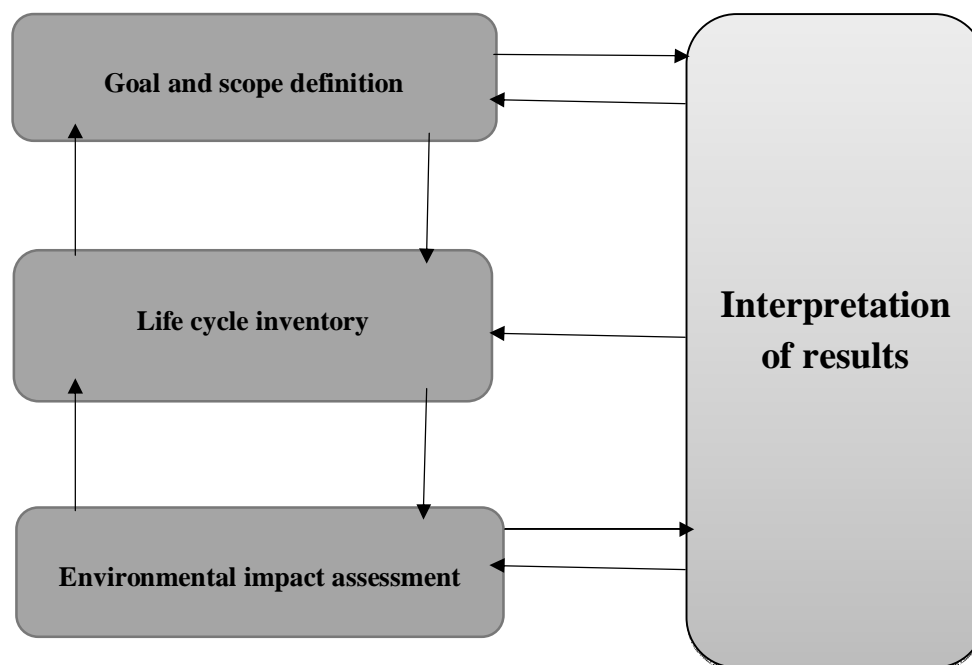 Goal and scope definition
Life cycle inventory
Environmental impact assessment
Interpretation
of results